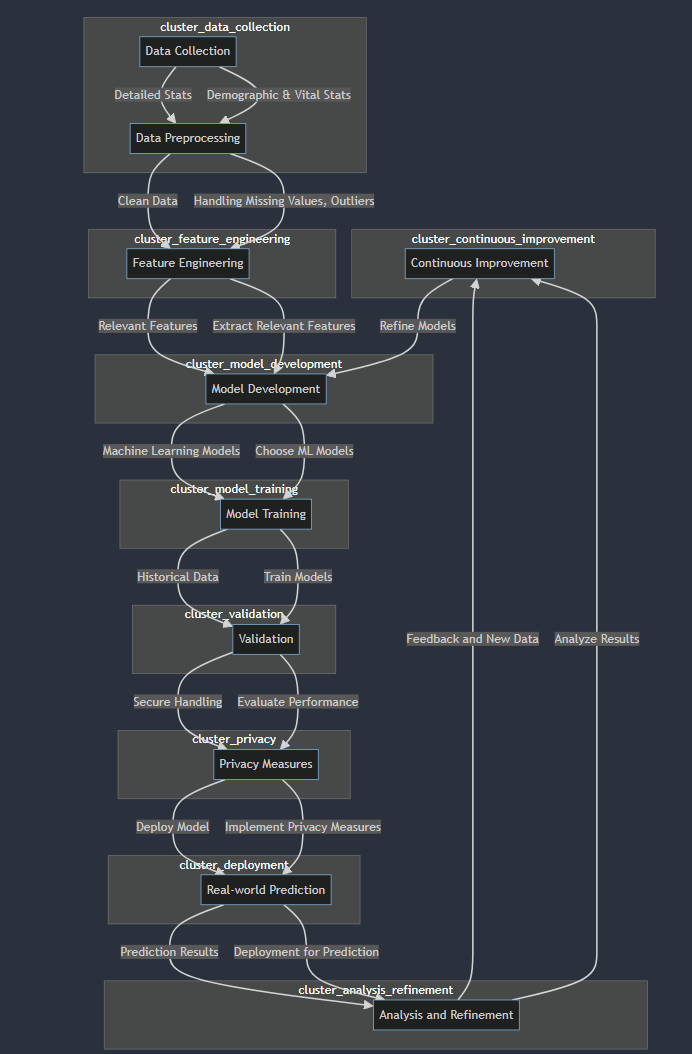 cluster_data_collection
Data Collection
Detailed Stats
Demographic & Vital Stats
Data Preprocessing
Clean Data
Handling Missing Values, Outliers
cluster_feature_engineering
cluster_continuous_improvement
Feature Engineering
Continuous Improvement
Relevant Features
Extract Relevant Features
Refine Models
cluster_model_development
Model Development
Machine Learning Models
Choose ML Models
cluster_model_training
Model Training
Historical Data
Train Models
cluster_validation
Validation
Feedback and New Data
Analyze Results
Secure Handling
Evaluate Performance
cluster_privacy
Privacy Measures
Deploy Model
Implement Privacy Measures
cluster_deployment
Real-world Prediction
Prediction Results
Deployment for Prediction
cluster_analysis_refinement
Analysis and Refinement